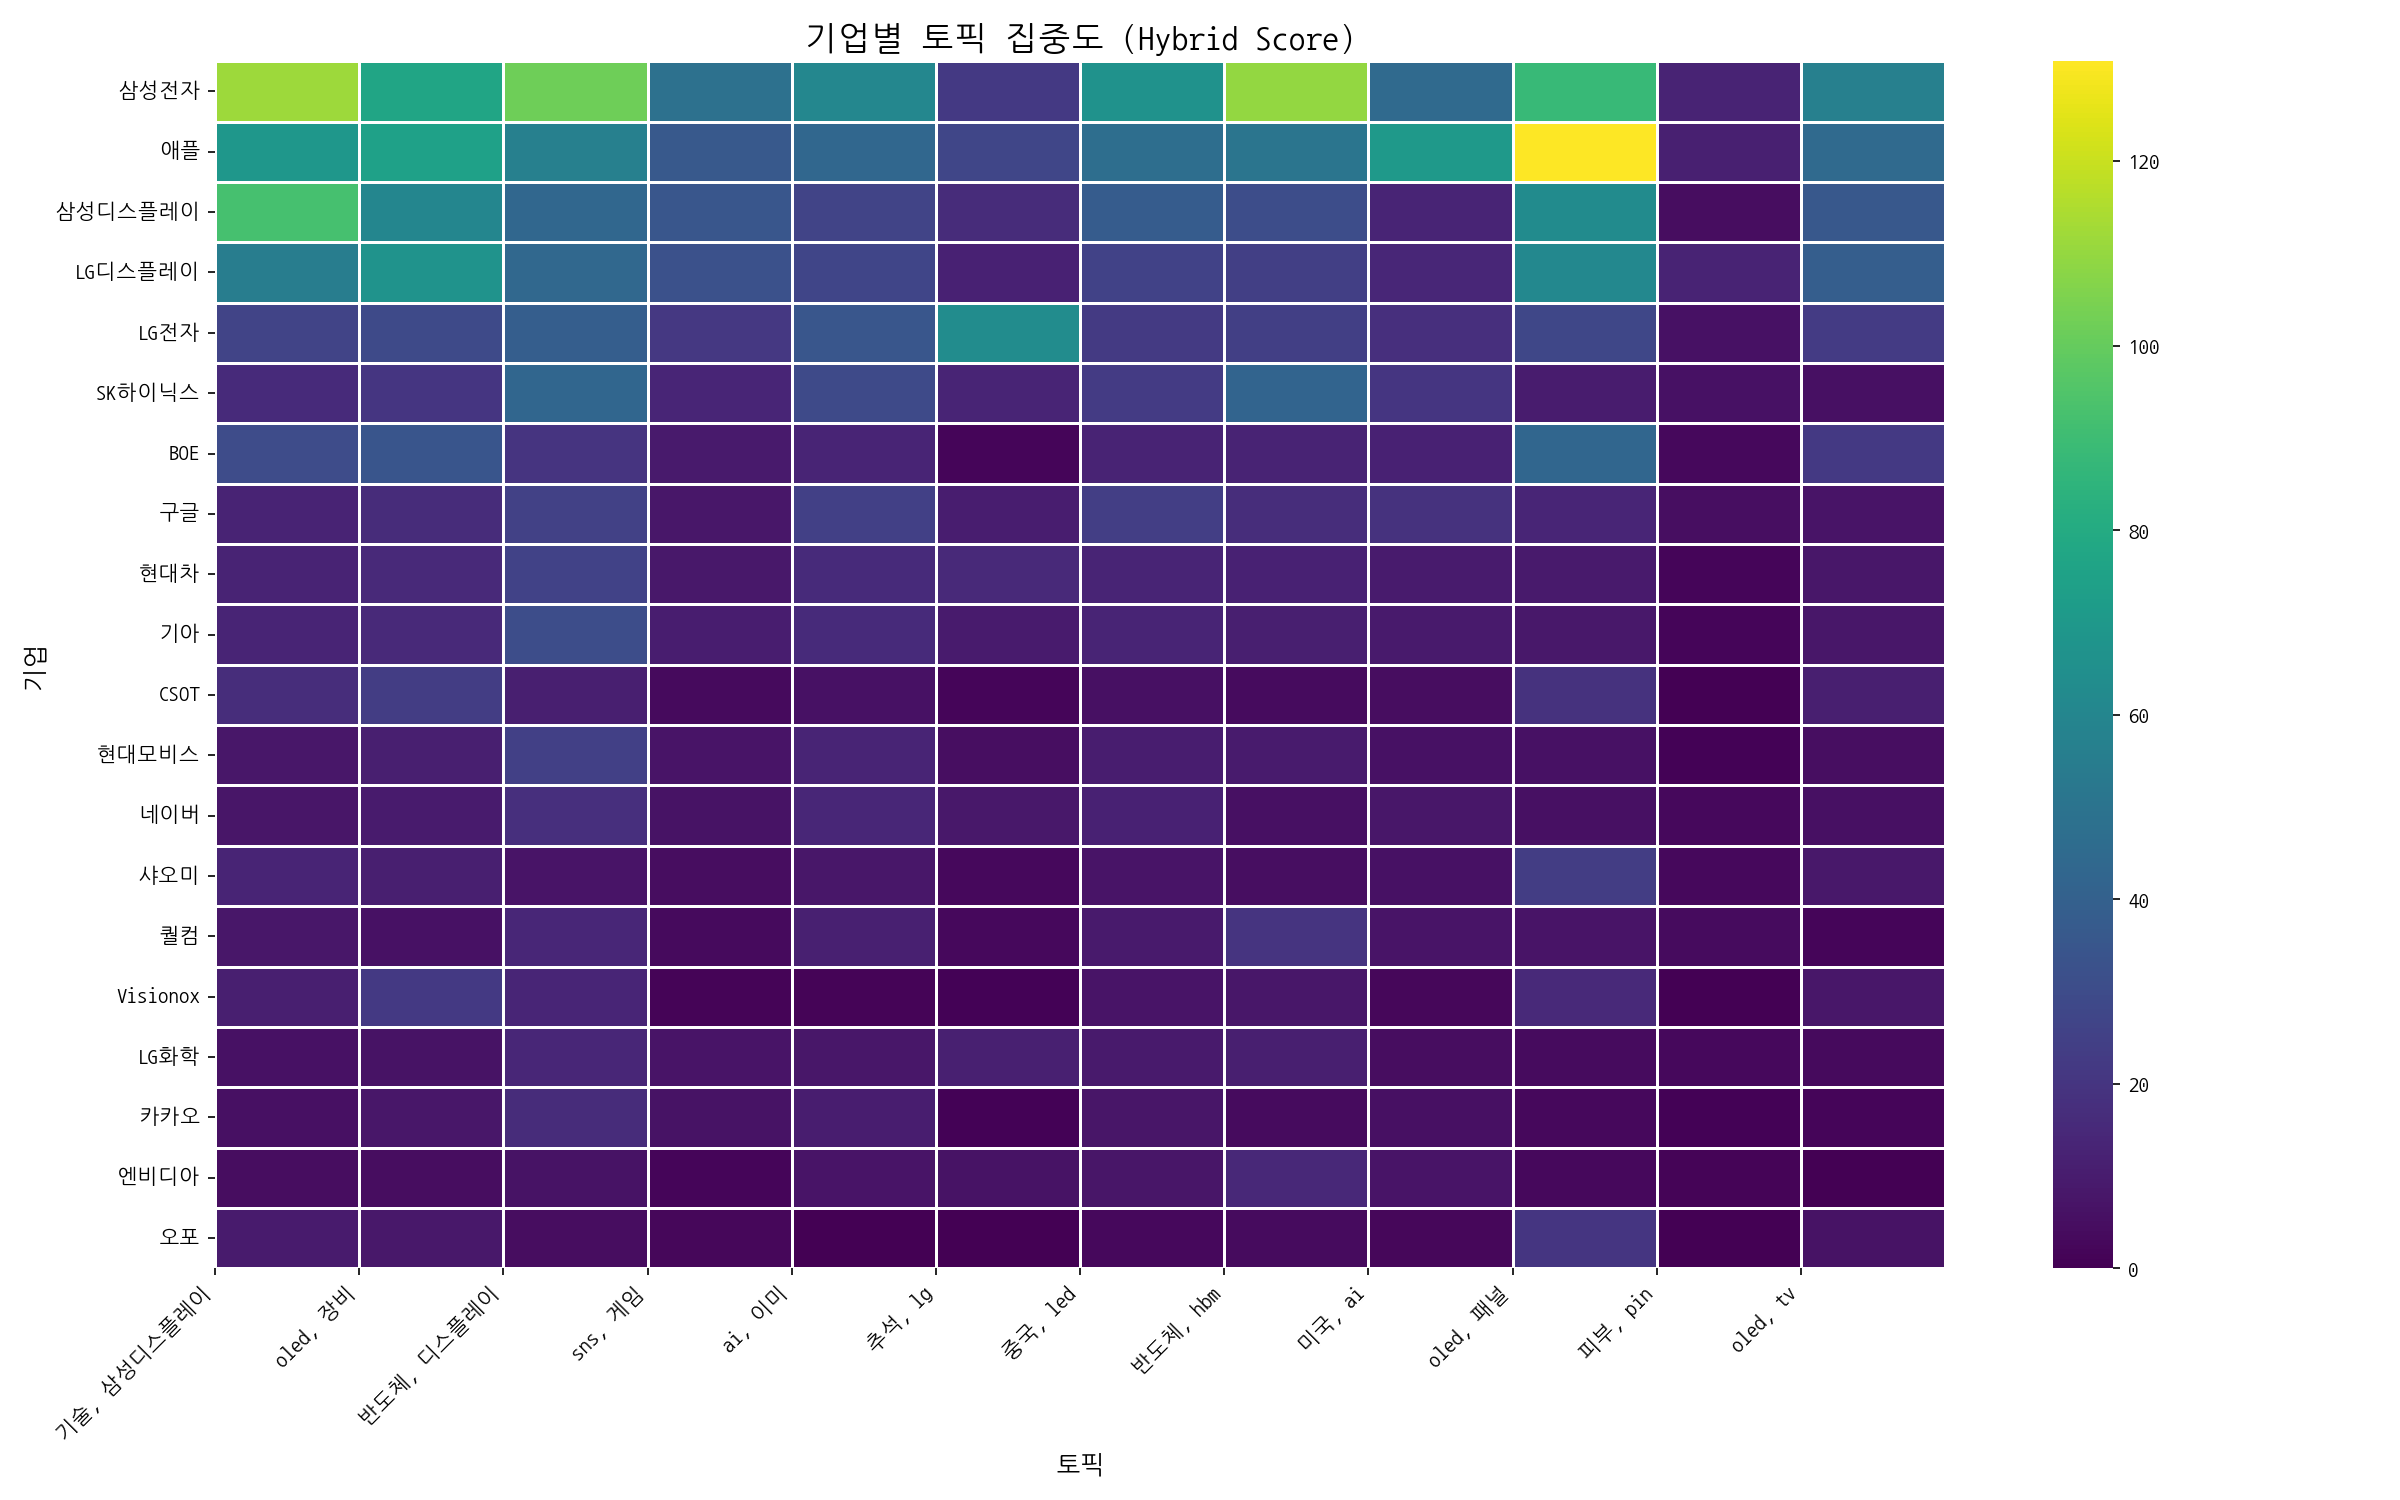 기업별 토픽 집중도 (Hybrid Score)
기업
삼성전자
애플
삼성디스플레이
LG디스플레이
LG전자
SK하이닉스
BOE
구글
현대차
기아
CSOT
현대모비스
네이버
샤오미
퀄컴
Visionox
LG화학
카카오
엔비디아
오포
기술, 삼성디스플레이
oled, 장비
반도체, 디스플레이
sns, 게임
ai, 이미
추석, lg
중국, led
반도체, hbm
미국, ai
oled, 패널
피부, pin
oled, tv
토픽
120
100
80
60
40
20
0